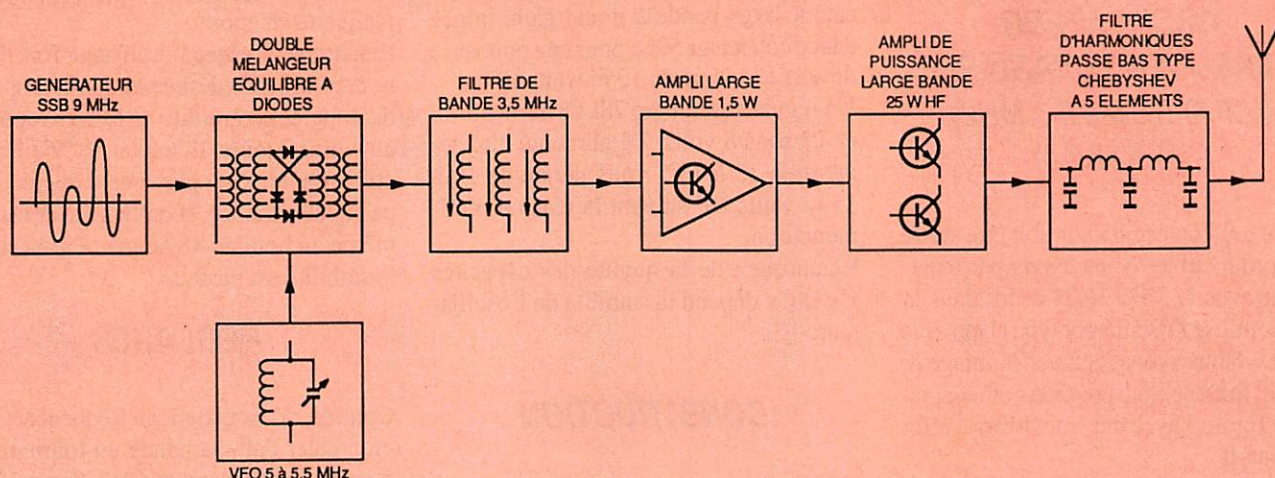 GENERATEUR
SSB 9 MHz
DOUBLE
MELANGEUR
EQUILIBRE A
DIODES
FILTRE DE
BANDE 3,5 MHz
AMPLI LARGE
BANDE 1,5 W
AMPLI DE
PUISSANCE
LARGE BANDE
25 W HF
FILTRE
D'HARMONIQUES
PASSE BAS TYPE
CHEBYSHEV
A 5 ELEMENTS
VFO 5 à 5,5 MHz